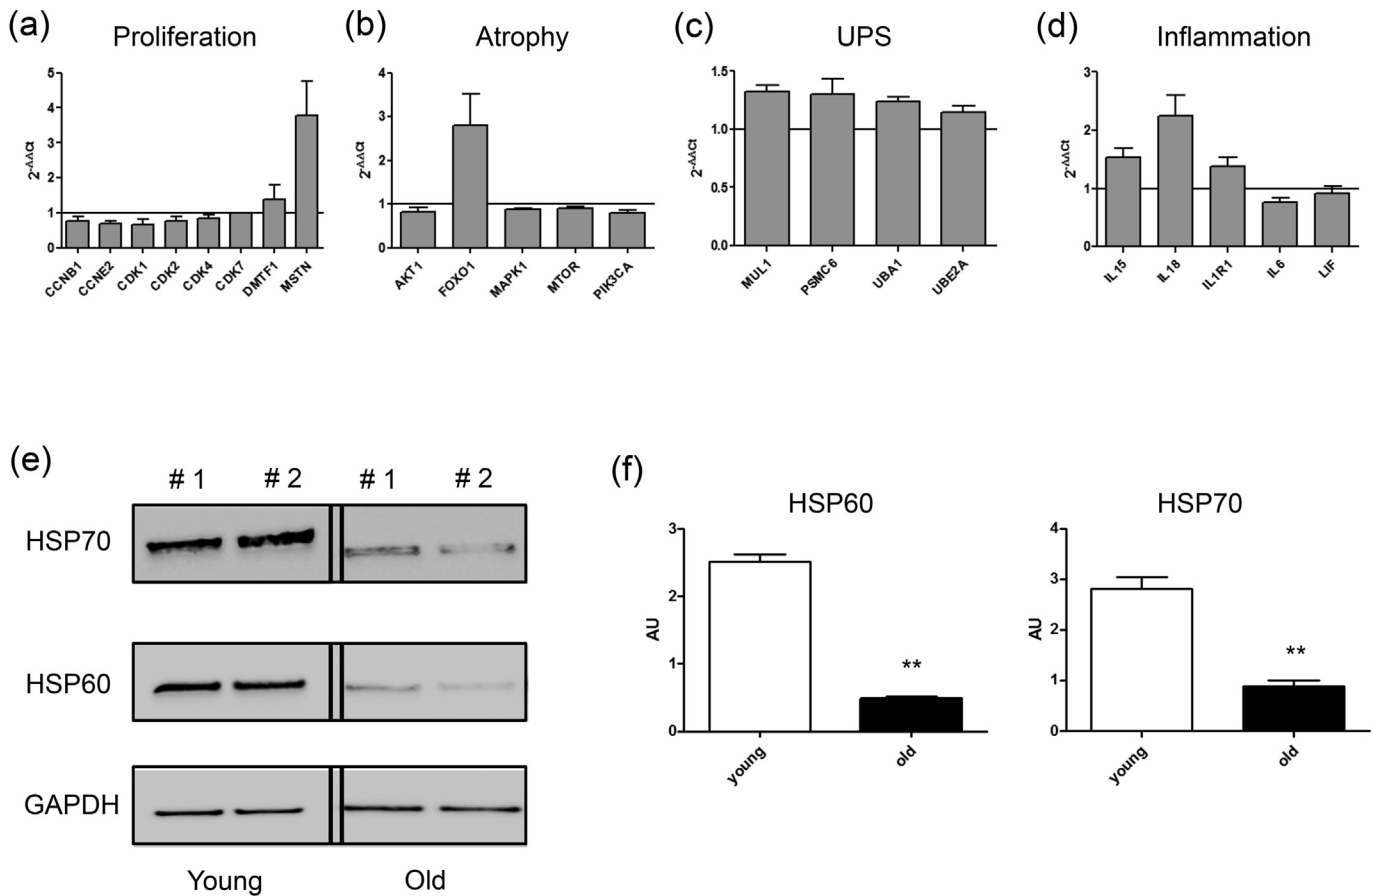 (a) Proliferation
2-ΔΔCt
5
4
3
2
1
0
CCNB1
CCNE2
CDK1
CDK2
CDK4
CDK7
DMTF1
MSTN
(b) Atrophy
2-ΔΔCt
4
3
2
1
0
AKT1
FOXO1
MAPK1
MTOR
PIK3CA
(c) UPS
2-ΔΔCt
1.5
1.0
0.5
0.0
MUL1
PSMC6
UBA1
UBE2A
(d) Inflammation
2-ΔΔCt
3
2
1
0
IL15
IL18
IL1R1
IL6
LIF
(e)
# 1 # 2 # 1 # 2
HSP70
HSP60
GAPDH
Young Old
(f)
HSP60
AU
3
2
1
0
**
young
old
HSP70
AU
4
3
2
1
0
**
young
old